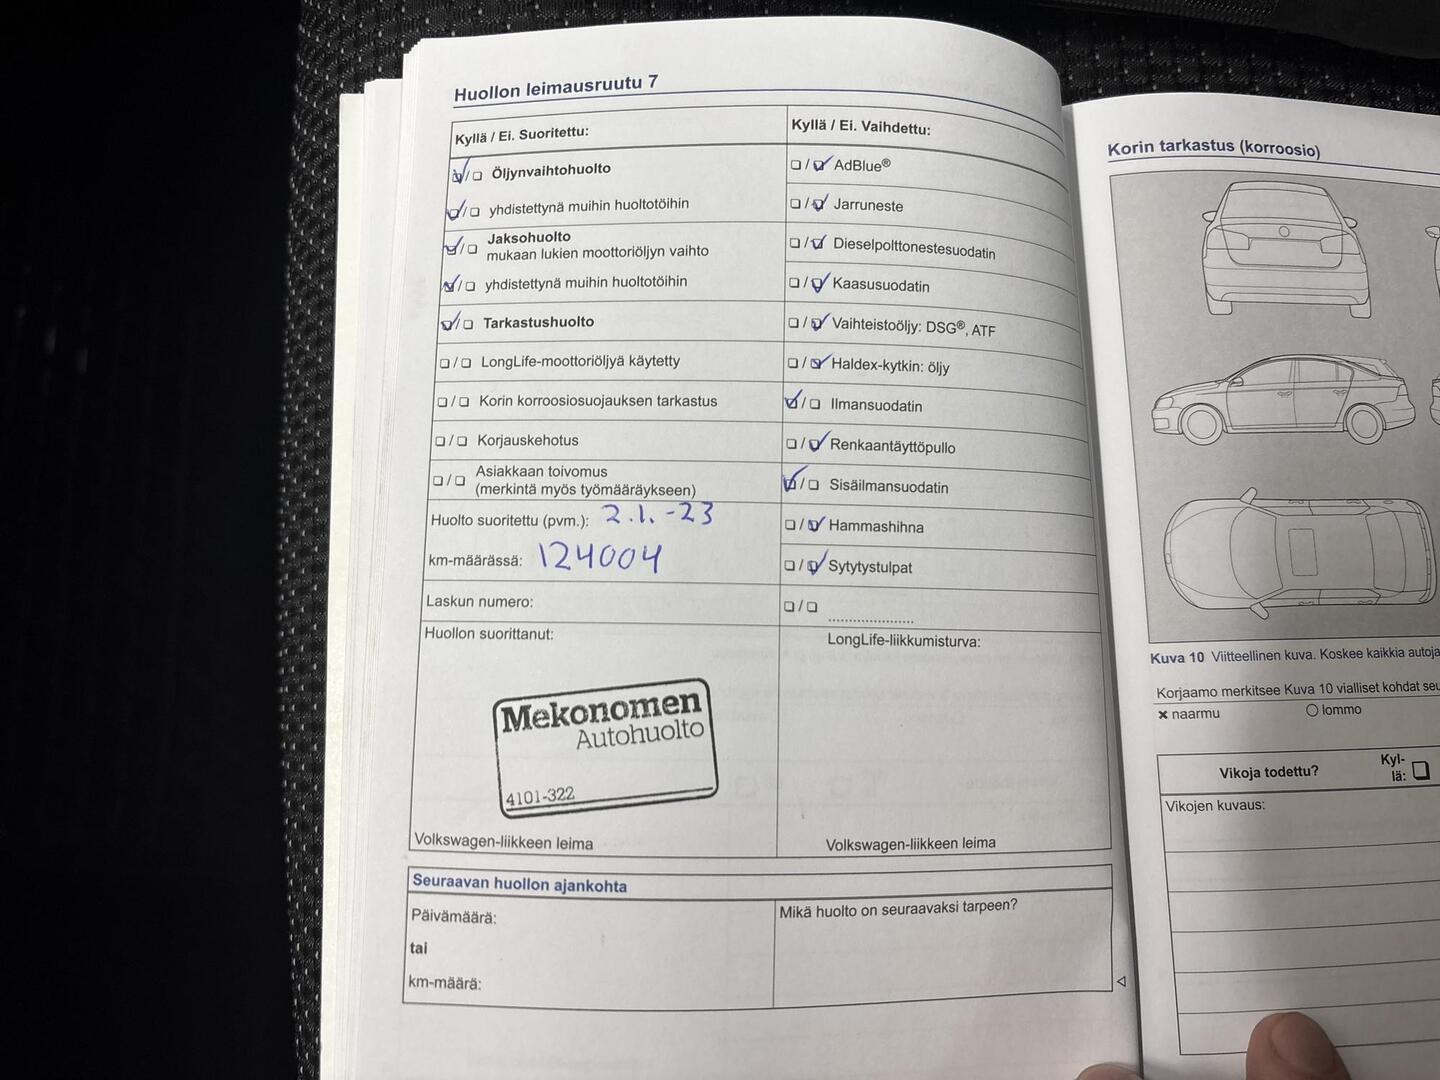 Huollon leimausruutu 7
Kyllä / Ei. Suoritettu:
Öljynvaihtohuolto
yhdistettynä muihin huoltotöihin
Jaksohuolto
mukaan lukien moottoriöljyn vaihto
yhdistettynä muihin huoltotöihin
Tarkastushuolto
LongLife-moottoriöljyä käytetty
Korin korroosiosuojauksen tarkastus
Korjauskehotus
Asiakkaan toivomus
(merkintä myös työmääräykseen)
Huolto suoritettu (pvm.): 2.1.-23
km-määrässä: 124004
Laskun numero:
Huollon suorittanut:
Mekonomen
Autohuolto
4101-322
Volkswagen-liikkeen leima
Kyllä / Ei. Vaihdettu:
AdBlue®
Jarruneste
Dieselpolttonestesuodatin
Kaasusuodatin
Vaihteistoöljy: DSG®, ATF
Haldex-kytkin: öljy
Ilmansuodatin
Renkaantäyttöpullo
Sisäilmansuodatin
Hammashihna
Sytytystulpat
LongLife-liikkumisturva:
Volkswagen-liikkeen leima
Seuraavan huollon ajankohta
Päivämäärä:
tai
km-määrä:
Mikä huolto on seuraavaksi tarpeen?
Korin tarkastus (korroosio)
Kuva 10 Viitteellinen kuva. Koskee kaikkia autoja
Korjaamo merkitsee Kuva 10 vialliset kohdat seu
naarmu
lommo
Vikoja todettu?
Kyl-
lä:
Vikojen kuvaus: